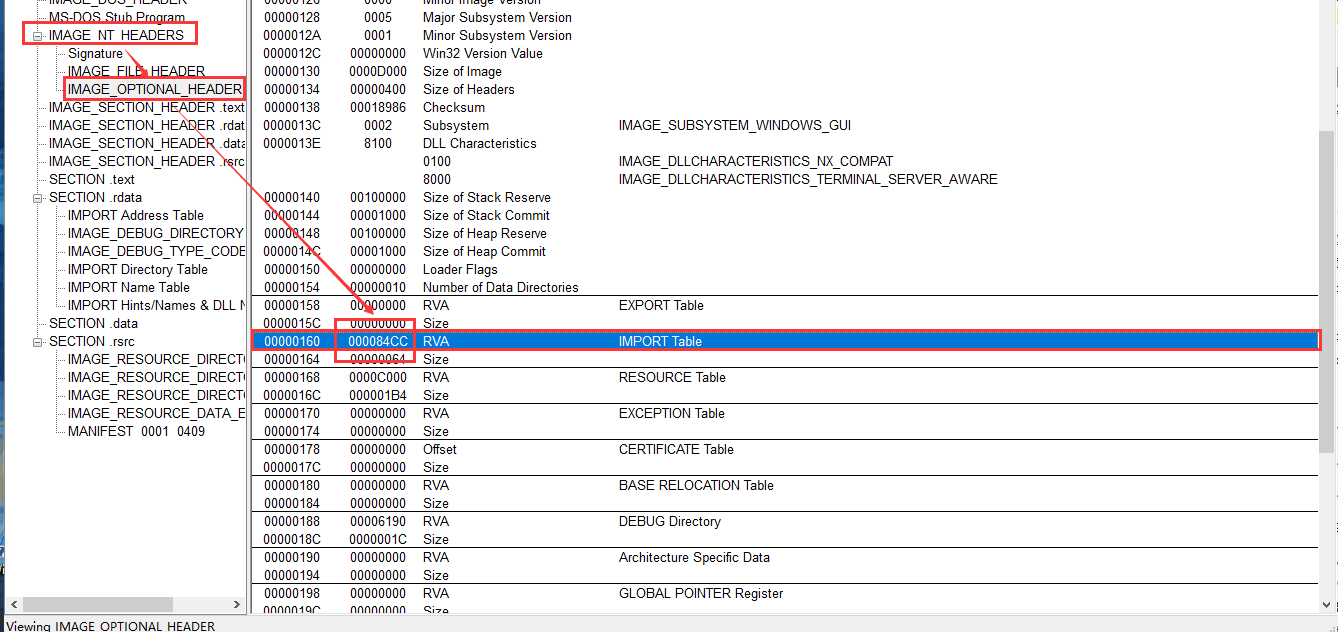 IMAGE_DOS_HEADER
MS-DOS Stub Program
IMAGE_NT_HEADERS
Signature
IMAGE_FILE_HEADER
IMAGE_OPTIONAL_HEADER
IMAGE_SECTION_HEADER .text
IMAGE_SECTION_HEADER .rdat
IMAGE_SECTION_HEADER .data
IMAGE_SECTION_HEADER .rsrc
SECTION .text
SECTION .rdata
IMPORT Address Table
IMAGE_DEBUG_DIRECTORY
IMAGE_DEBUG_TYPE_CODE
IMPORT Directory Table
IMPORT Name Table
IMPORT Hints/Names & DLL N
SECTION .data
SECTION .rsrc
IMAGE_RESOURCE_DIRECT
IMAGE_RESOURCE_DIRECT
IMAGE_RESOURCE_DIRECT
IMAGE_RESOURCE_DATA_E
MANIFEST 0001 0409
00000126 0000 Minor Image Version
00000128 0005 Major Subsystem Version
0000012A 0001 Minor Subsystem Version
0000012C 00000000 Win32 Version Value
00000130 0000D000 Size of Image
00000134 00000400 Size of Headers
00000138 00018986 Checksum
0000013C 0002 Subsystem IMAGE_SUBSYSTEM_WINDOWS_GUI
0000013E 8100 DLL Characteristics
0100 IMAGE_DLLCHARACTERISTICS_NX_COMPAT
8000 IMAGE_DLLCHARACTERISTICS_TERMINAL_SERVER_AWARE
00000140 00100000 Size of Stack Reserve
00000144 00001000 Size of Stack Commit
00000148 00100000 Size of Heap Reserve
0000014C 00001000 Size of Heap Commit
00000150 00000000 Loader Flags
00000154 00000010 Number of Data Directories
00000158 00000000 RVA EXPORT Table
0000015C 00000000 Size
00000160 000084CC RVA IMPORT Table
00000164 00000064 Size
00000168 0000C000 RVA RESOURCE Table
0000016C 000001B4 Size
00000170 00000000 RVA EXCEPTION Table
00000174 00000000 Size
00000178 00000000 Offset CERTIFICATE Table
0000017C 00000000 Size
00000180 00000000 RVA BASE RELOCATION Table
00000184 00000000 Size
00000188 00006190 RVA DEBUG Directory
0000018C 0000001C Size
00000190 00000000 RVA Architecture Specific Data
00000194 00000000 Size
00000198 00000000 RVA GLOBAL POINTER Register
0000019C 00000000 Size
Viewing IMAGE_OPTIONAL_HEADER